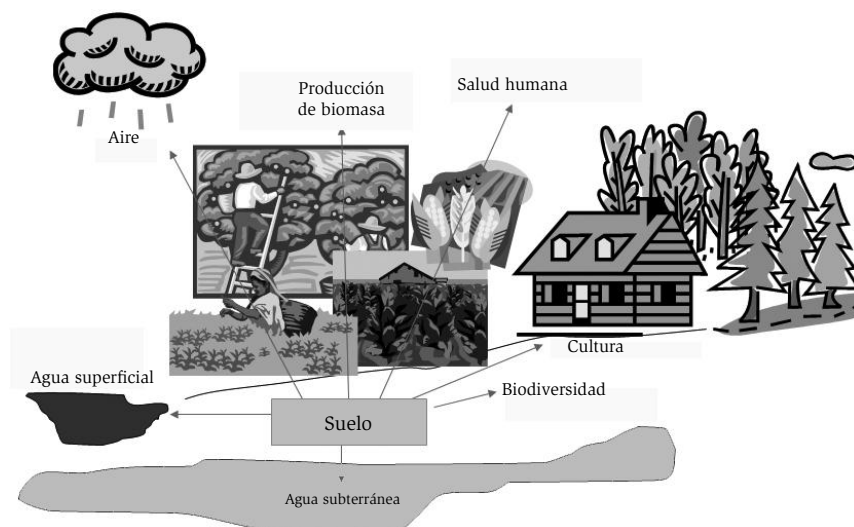 Producción
de biomasa
Salud humana
Aire
Cultura
Agua superficial
Biodiversidad
Suelo
Agua subterránea